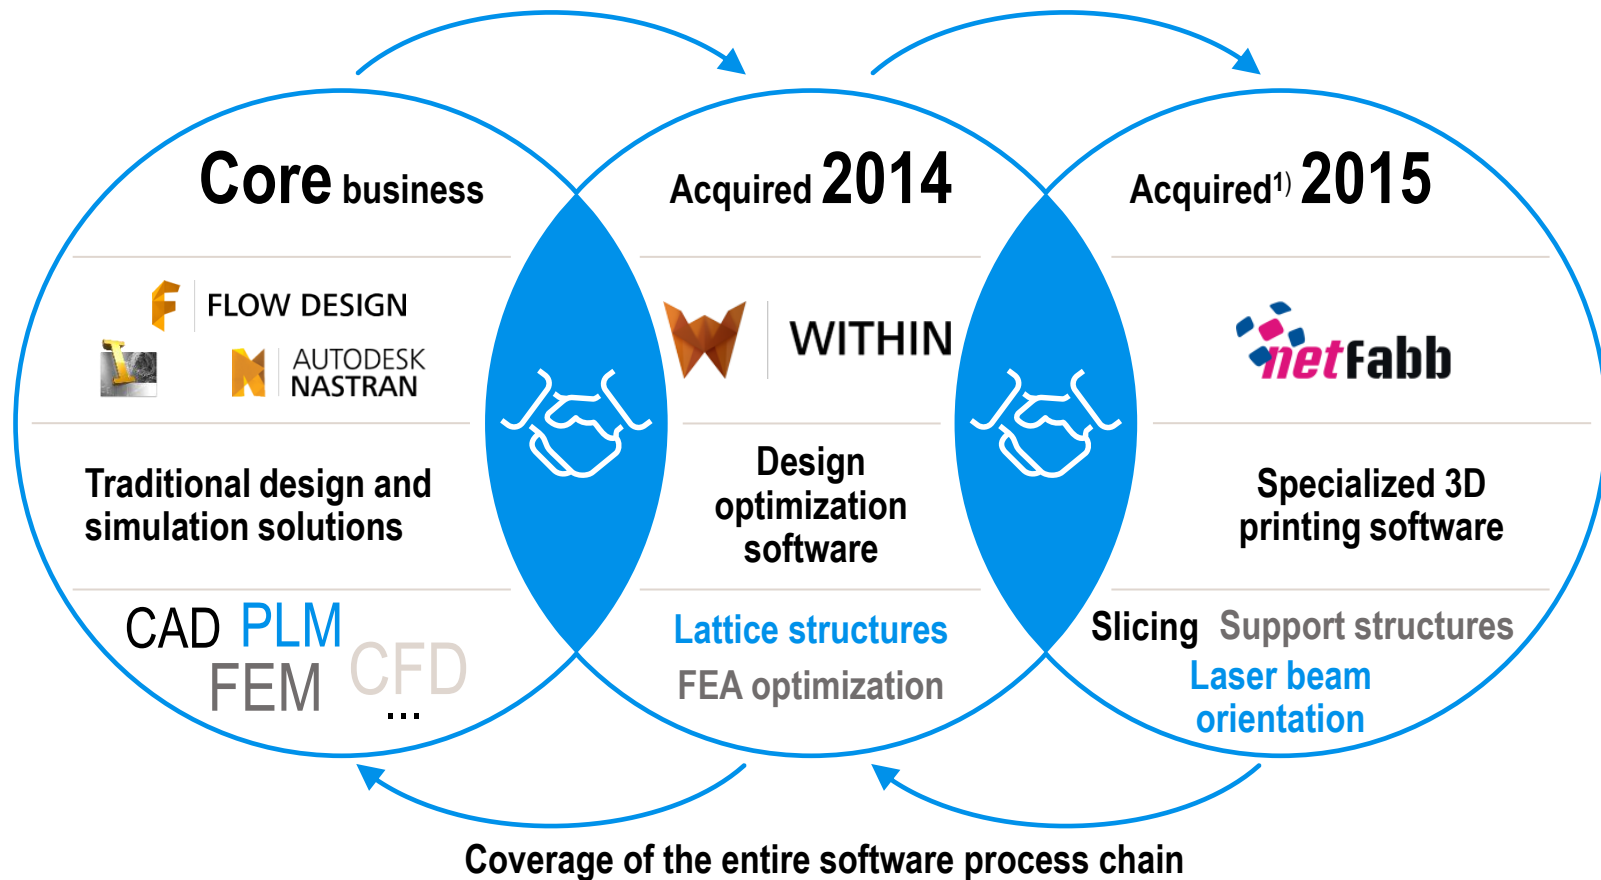 Core business
FLOW DESIGN
I
AUTODESK
NASTRAN
Traditional design and
simulation solutions
CAD PLM
FEM CFD
...
Acquired 2014
WITHIN
Design
optimization
software
Lattice structures
FEA optimization
Acquired¹⁾ 2015
netfabb
Specialized 3D
printing software
Slicing Support structures
Laser beam
orientation
Coverage of the entire software process chain